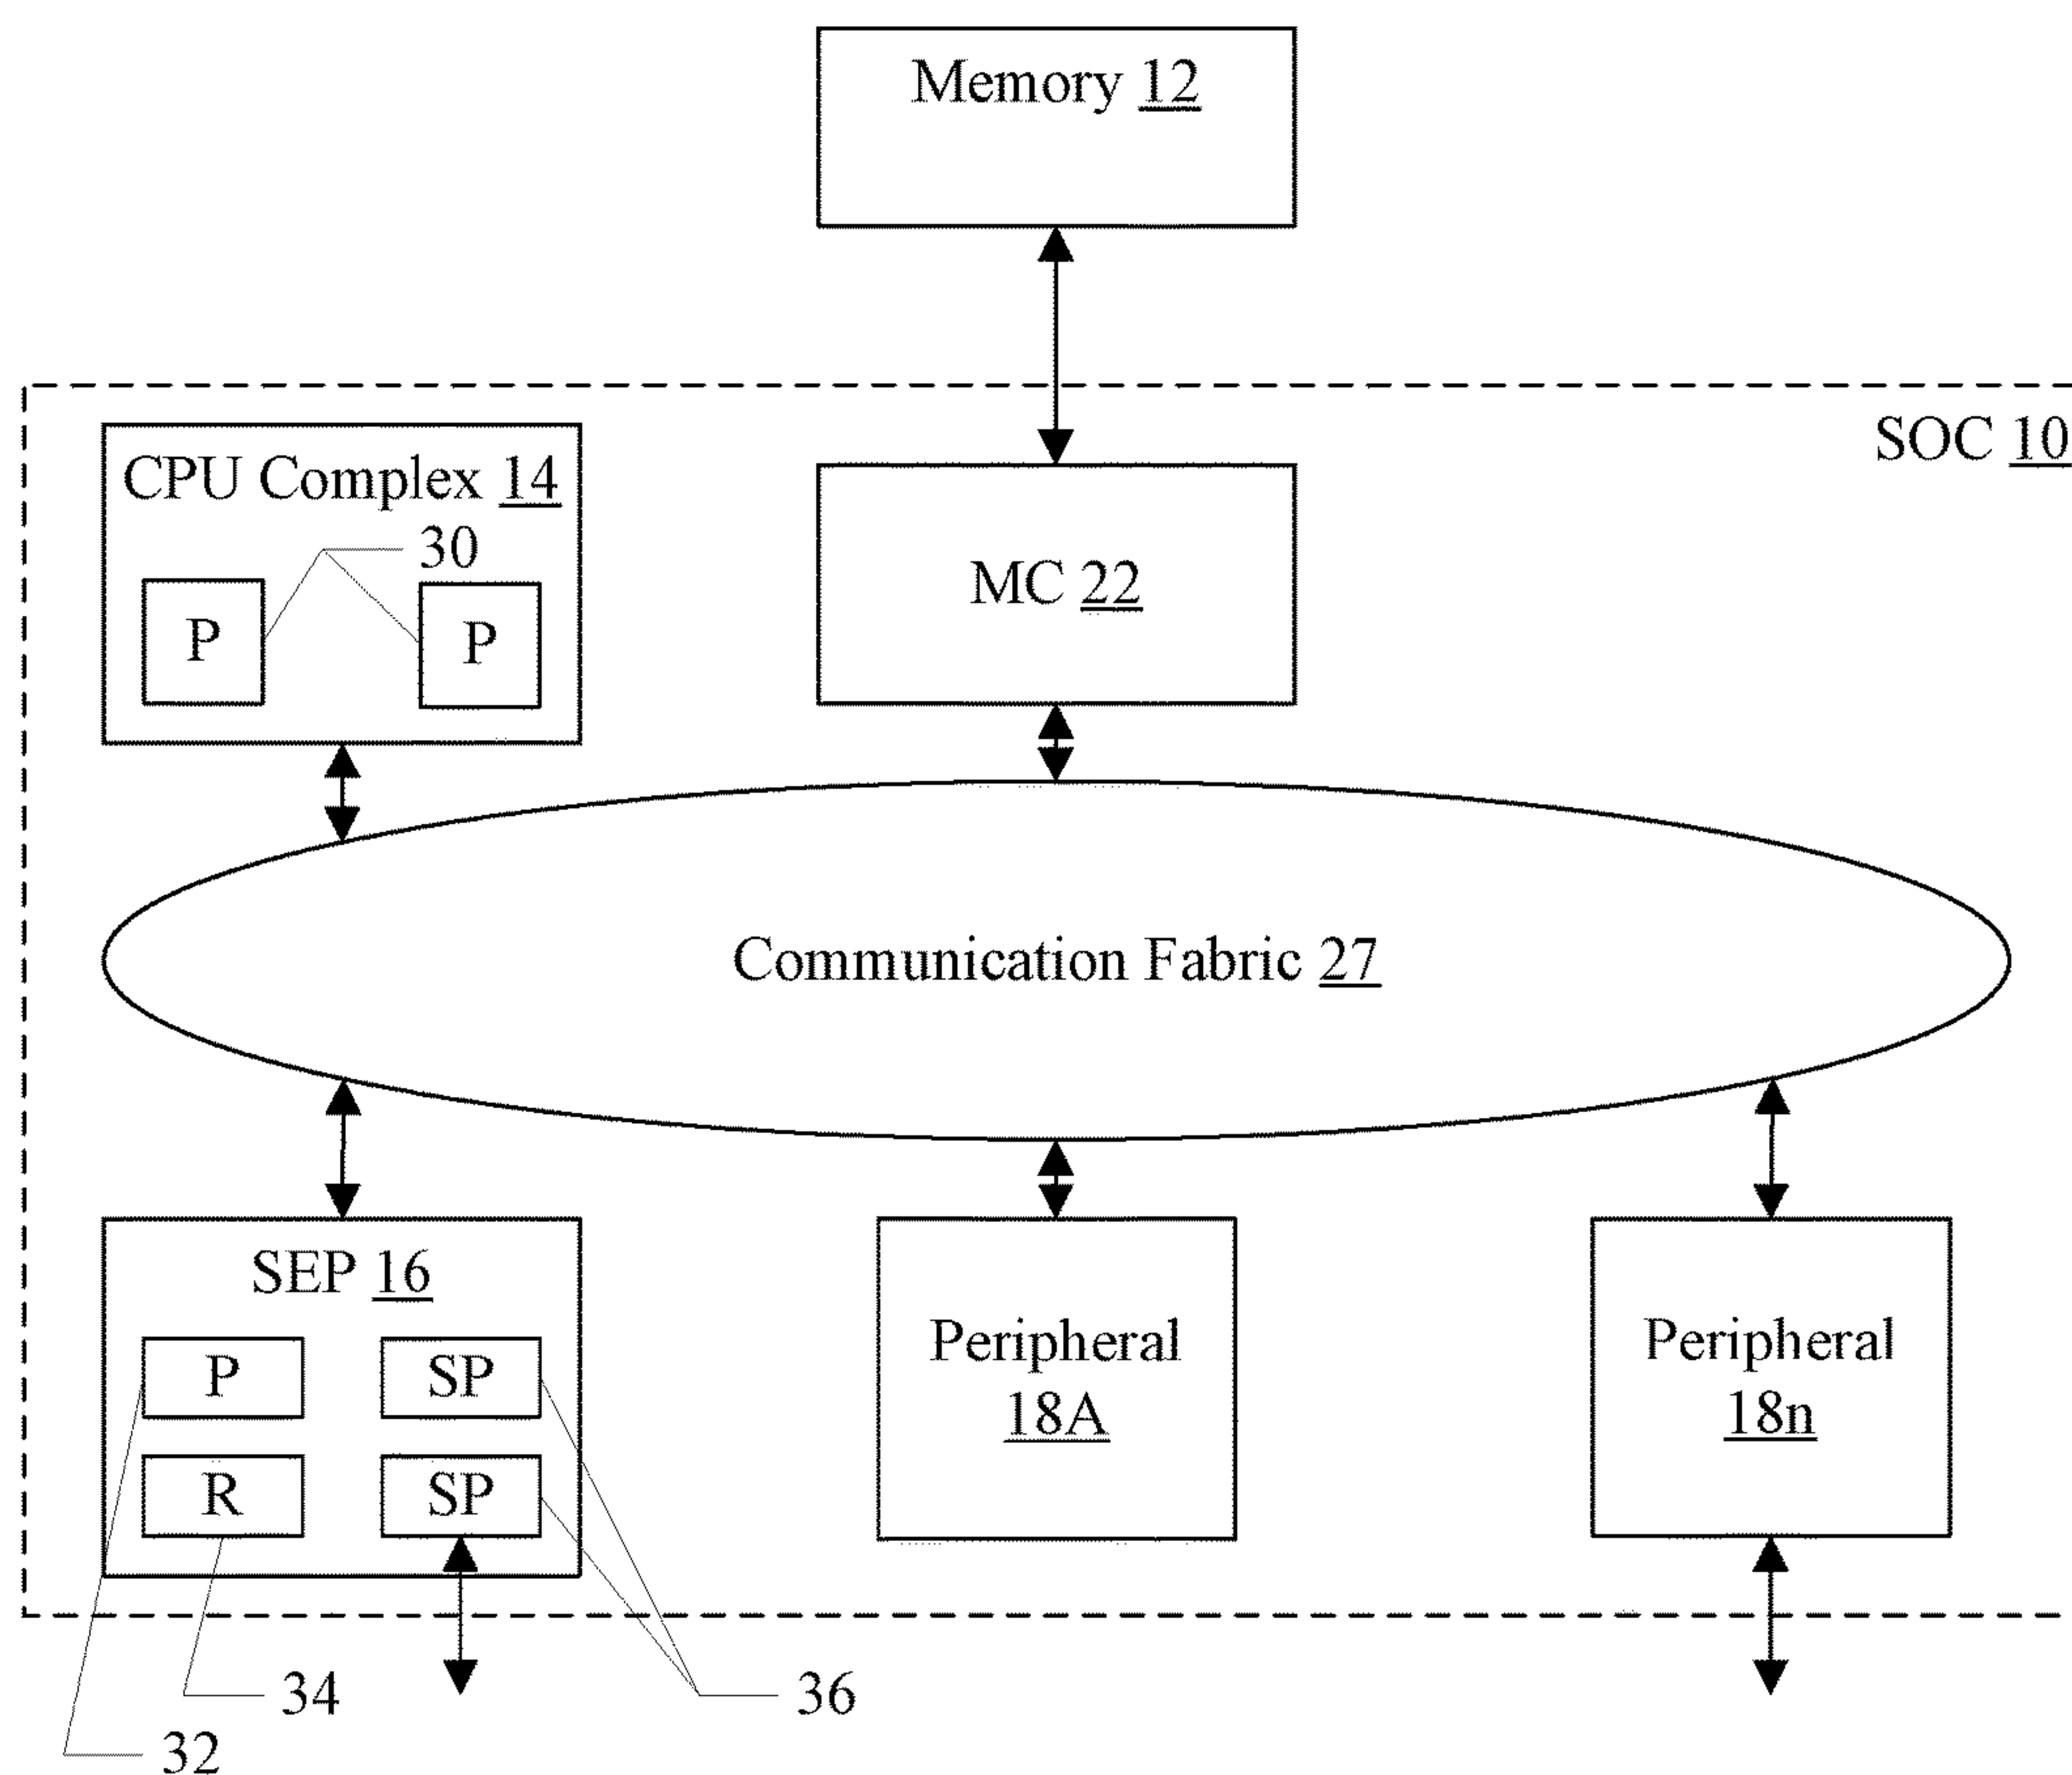 Memory 12
SOC 10
CPU Complex 14
30
P
P
MC 22
Communication Fabric 27
SEP 16
P
SP
R
SP
Peripheral
18A
Peripheral
18n
34
36
32